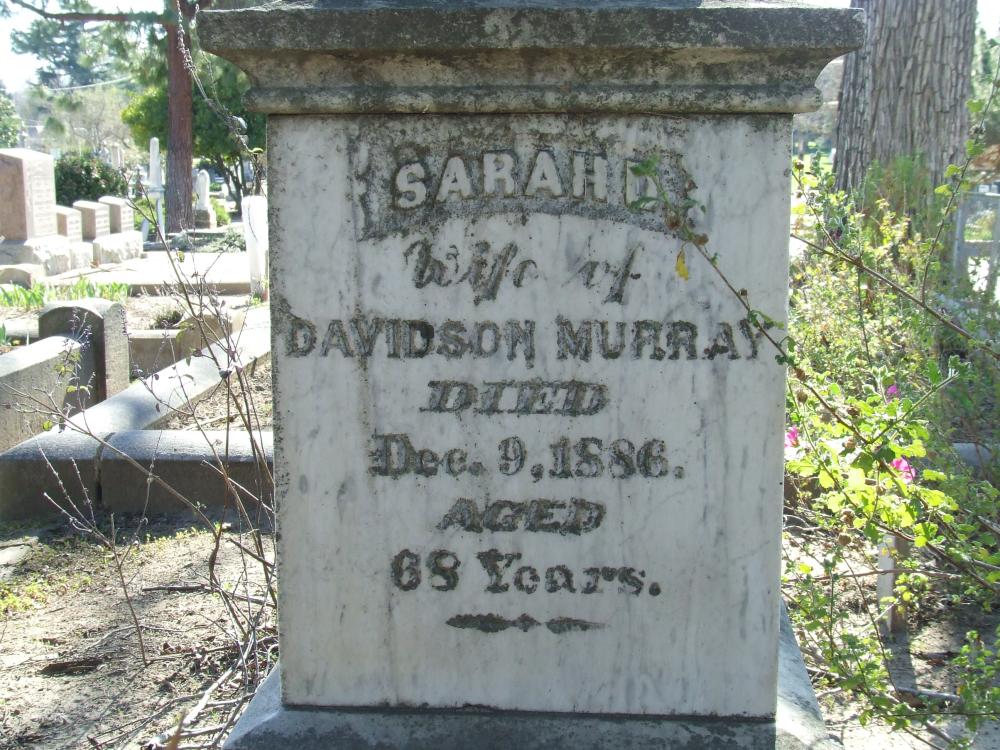 SARAH D
Wife of
DAVIDSON MURRAY
DIED
Dec. 9, 1886.
AGED
68 Years.